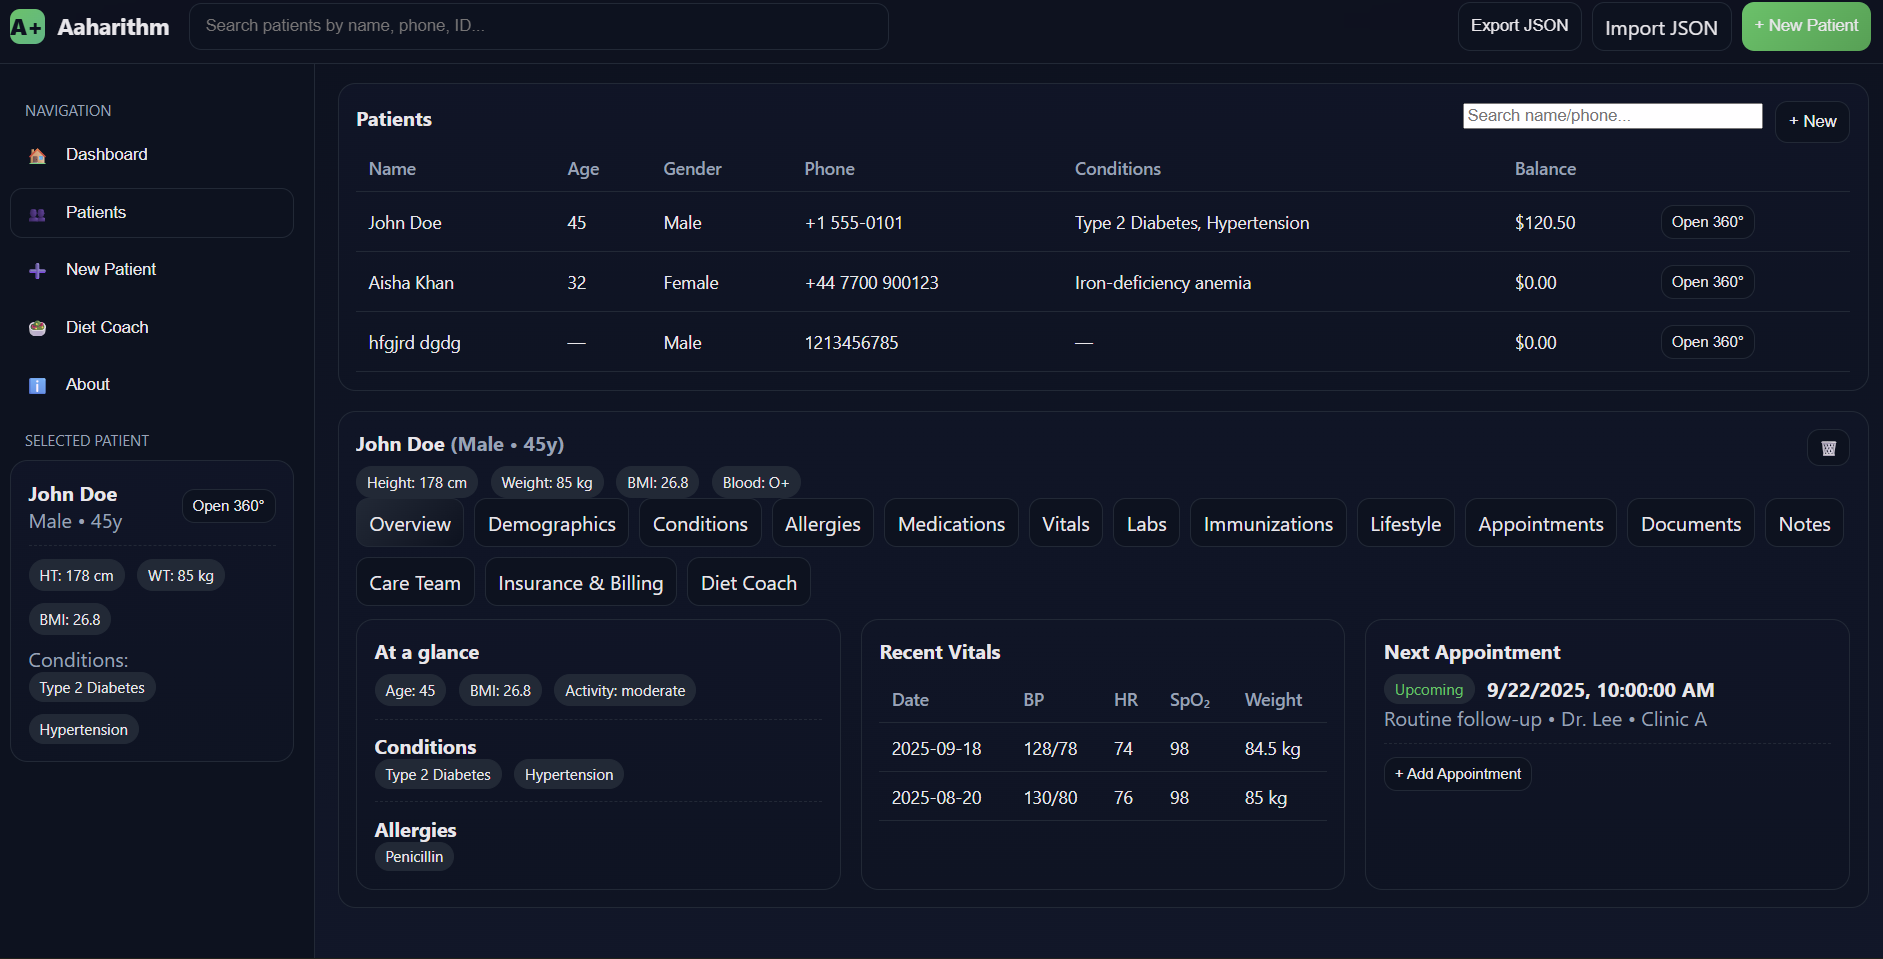 A+ Aaharithm
Search patients by name, phone, ID...
Export JSON
Import JSON
+ New Patient
NAVIGATION
Dashboard
Patients
New Patient
Diet Coach
About
SELECTED PATIENT
John Doe
Male • 45y
Open 360°
HT: 178 cm WT: 85 kg
BMI: 26.8
Conditions:
Type 2 Diabetes
Hypertension
Patients
Search name/phone...
+ New
Name Age Gender Phone Conditions Balance
John Doe 45 Male +1 555-0101 Type 2 Diabetes, Hypertension $120.50 Open 360°
Aisha Khan 32 Female +44 7700 900123 Iron-deficiency anemia $0.00 Open 360°
hfgjrd dgdg — Male 1213456785 — $0.00 Open 360°
John Doe (Male • 45y)
Height: 178 cm Weight: 85 kg BMI: 26.8 Blood: O+
Overview Demographics Conditions Allergies Medications Vitals Labs Immunizations Lifestyle Appointments Documents Notes
Care Team Insurance & Billing Diet Coach
At a glance
Age: 45 BMI: 26.8 Activity: moderate
Conditions
Type 2 Diabetes Hypertension
Allergies
Penicillin
Recent Vitals
Date BP HR SpO₂ Weight
2025-09-18 128/78 74 98 84.5 kg
2025-08-20 130/80 76 98 85 kg
Next Appointment
Upcoming 9/22/2025, 10:00:00 AM
Routine follow-up • Dr. Lee • Clinic A
+ Add Appointment